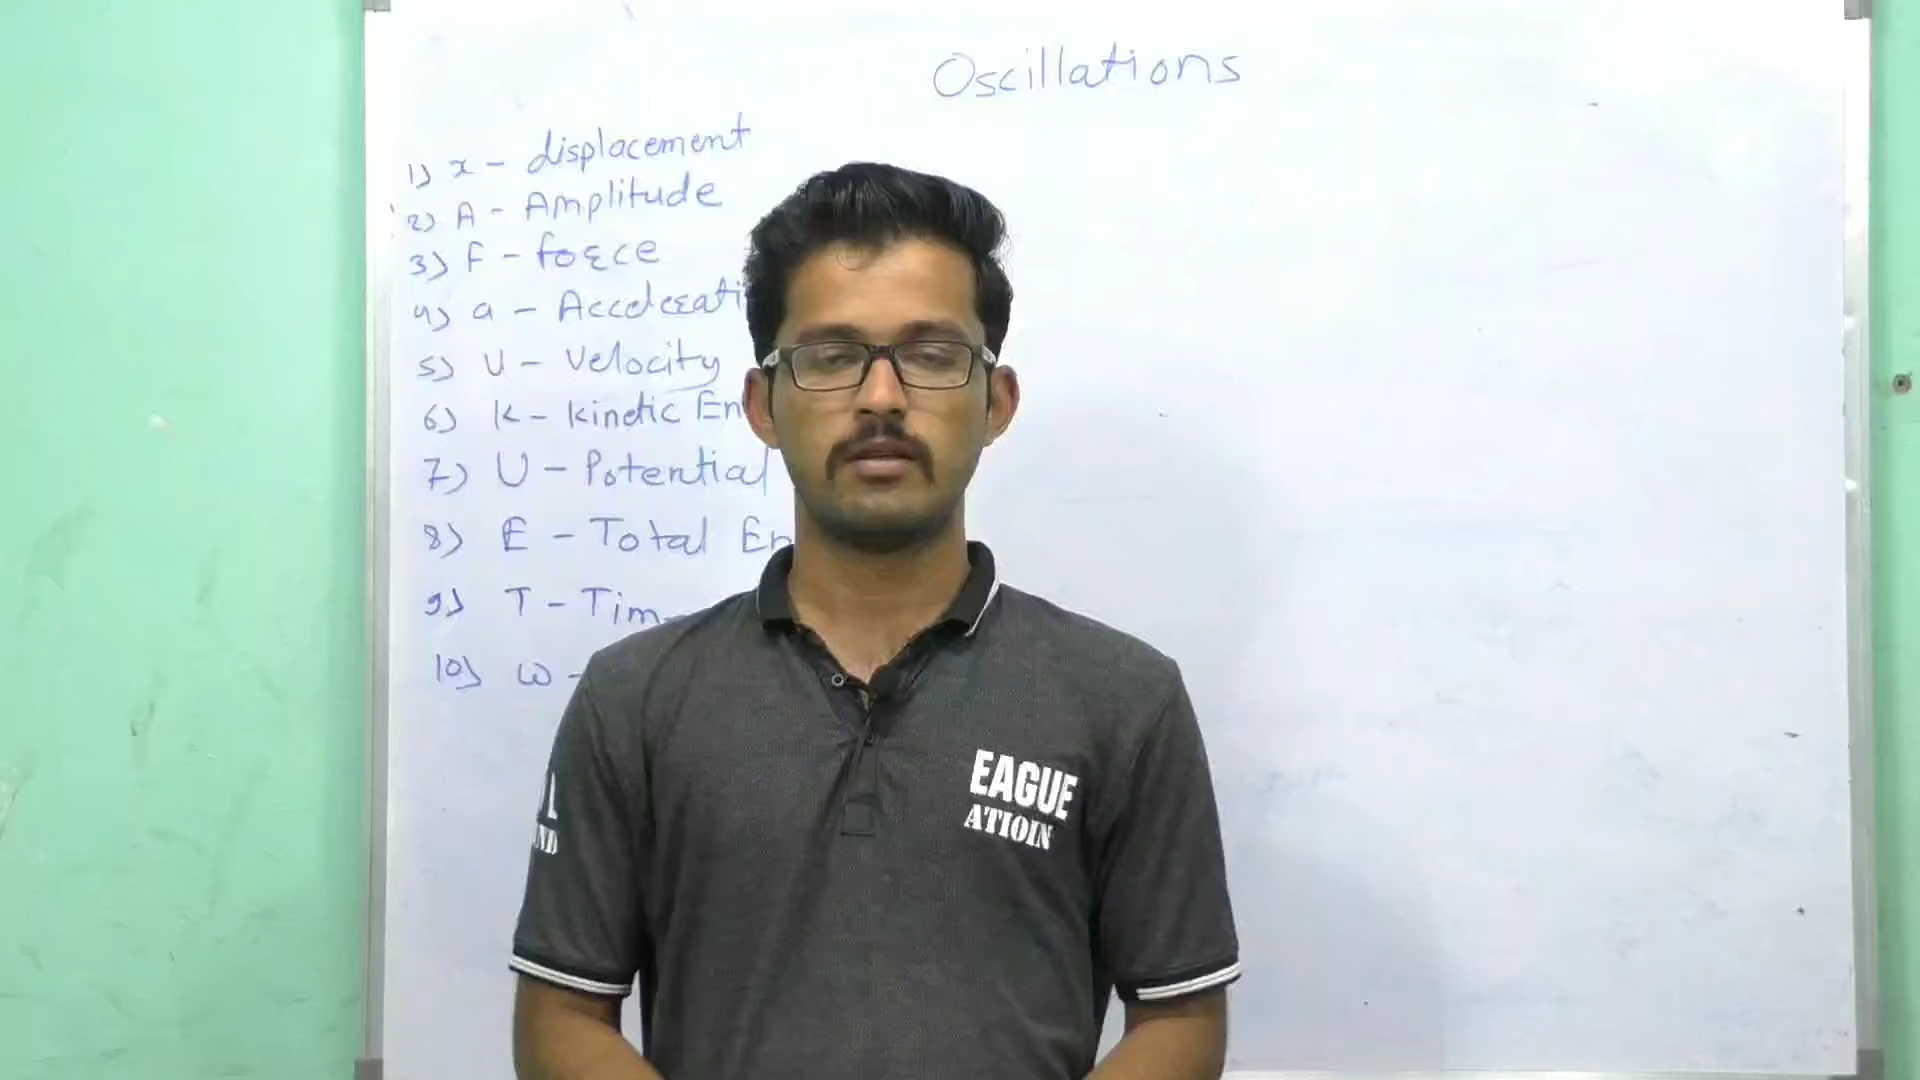 Oscillations
1) x - displacement
2) A - Amplitude
3) F - force
4) a - Accelerati
5) v - velocity
6) K - kinetic En
7) U - Potential
8) E - Total En
9) T - Tim
10) ω -
EAGUE
ATIOIN
L
ND